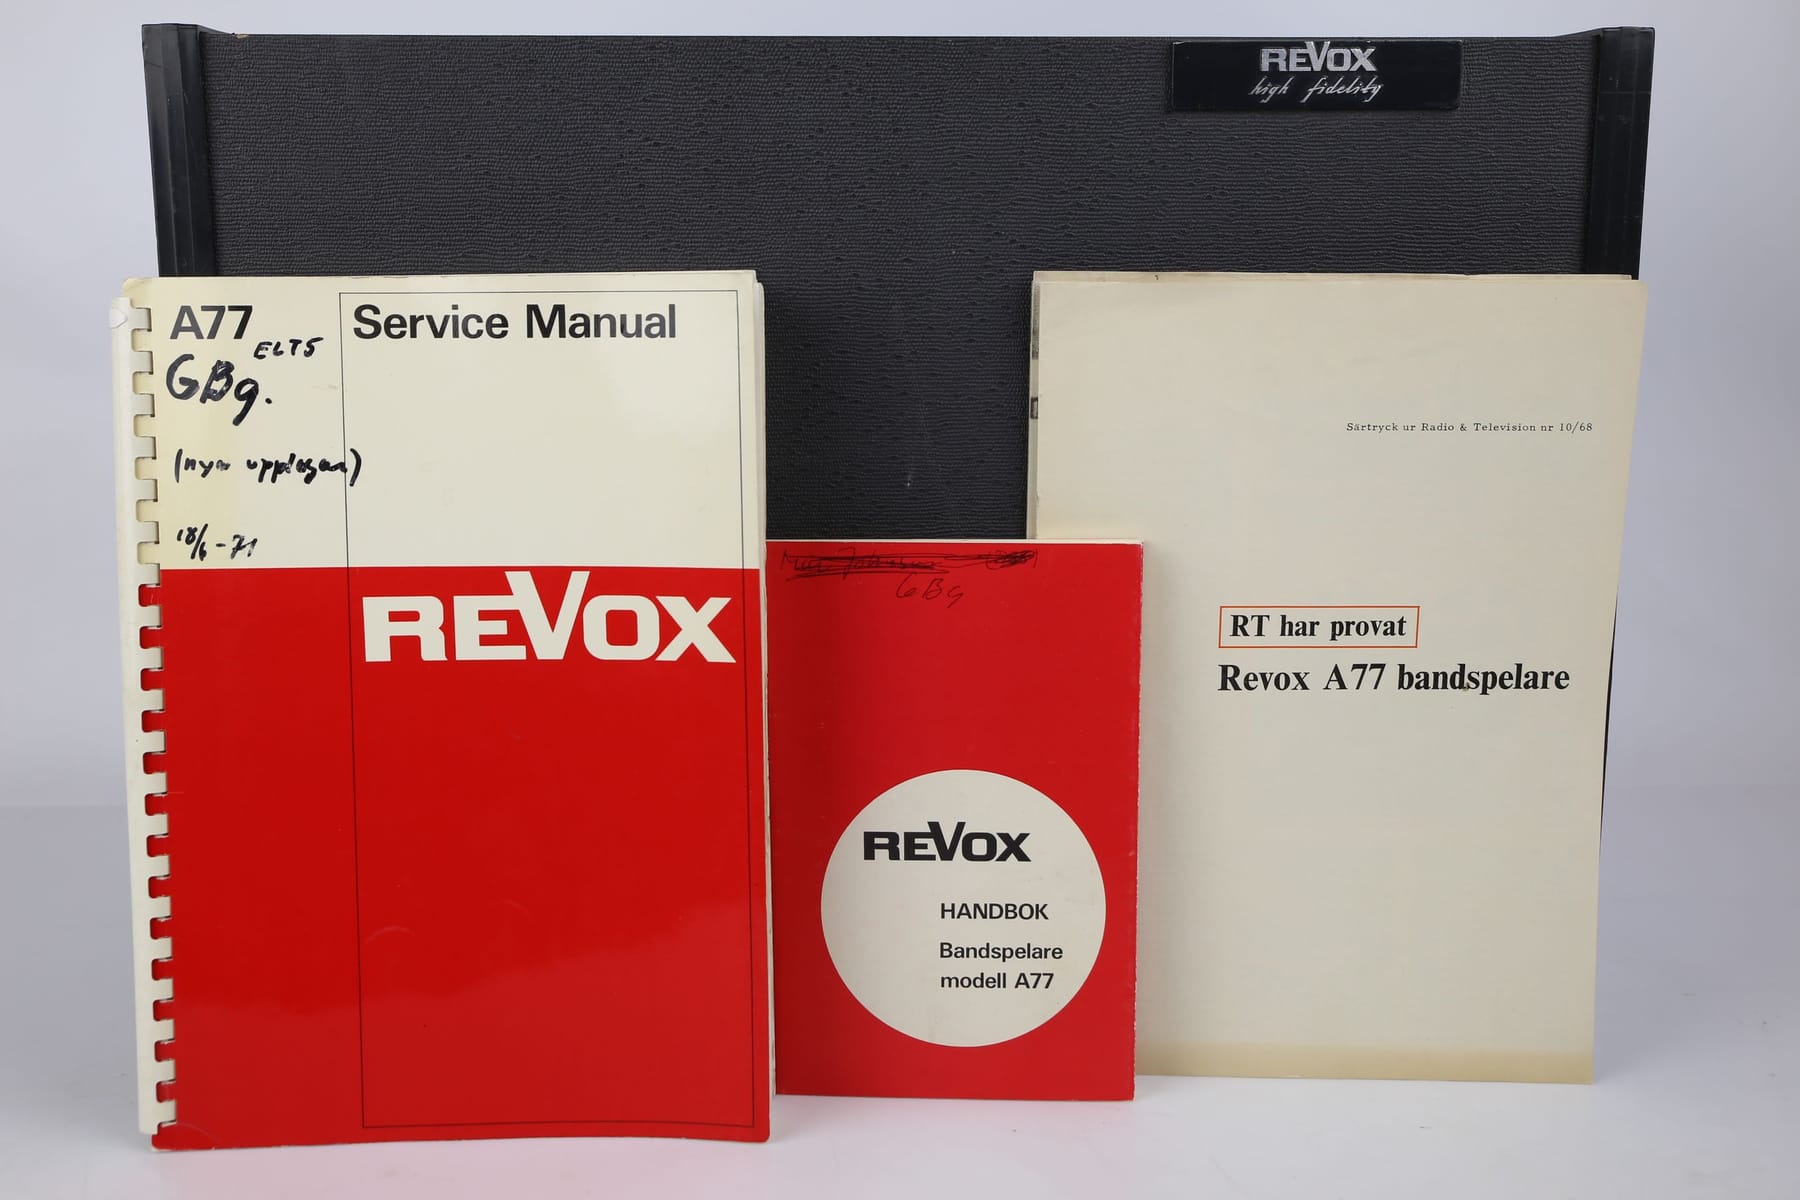 REVOX
high fidelity
A77
Service Manual
ELTS
GBg.
(nya upplagan)
18/6-71
REVOX
GBg
REVOX
HANDBOK
Bandspelare
modell A77
Särtryck ur Radio & Television nr 10/68
RT har provat
Revox A77 bandspelare